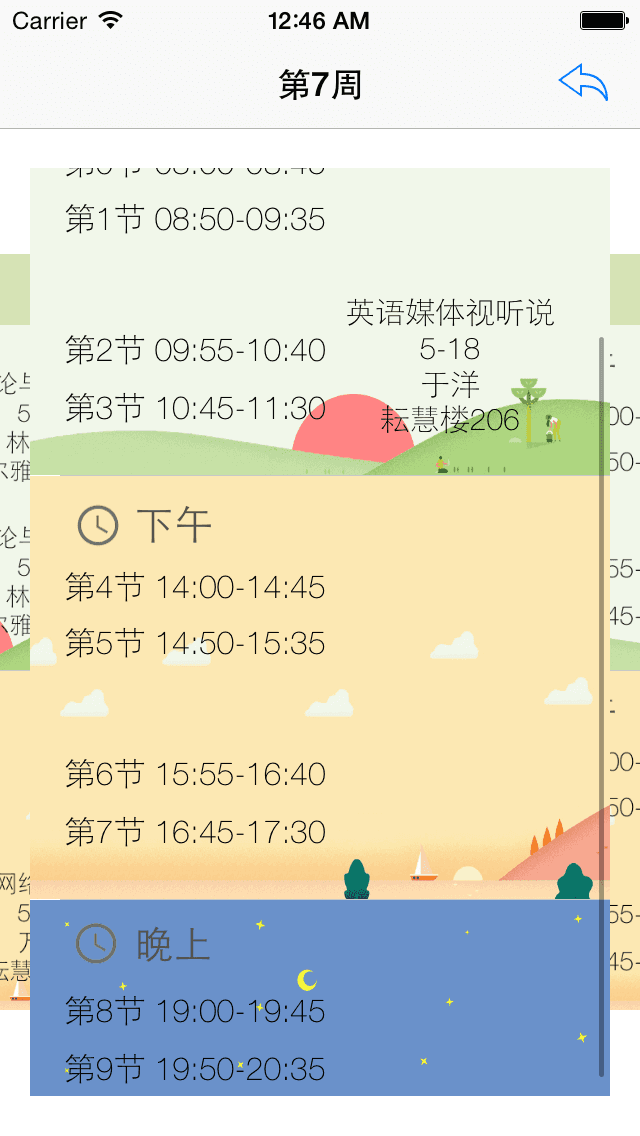 Carrier 12:46 AM
第7周
第1节 08:50-09:35
英语媒体视听说
第2节 09:55-10:40
5-18
于洋
第3节 10:45-11:30
耘慧楼206
下午
第4节 14:00-14:45
第5节 14:50-15:35
第6节 15:55-16:40
第7节 16:45-17:30
晚上
第8节 19:00-19:45
第9节 19:50-20:35